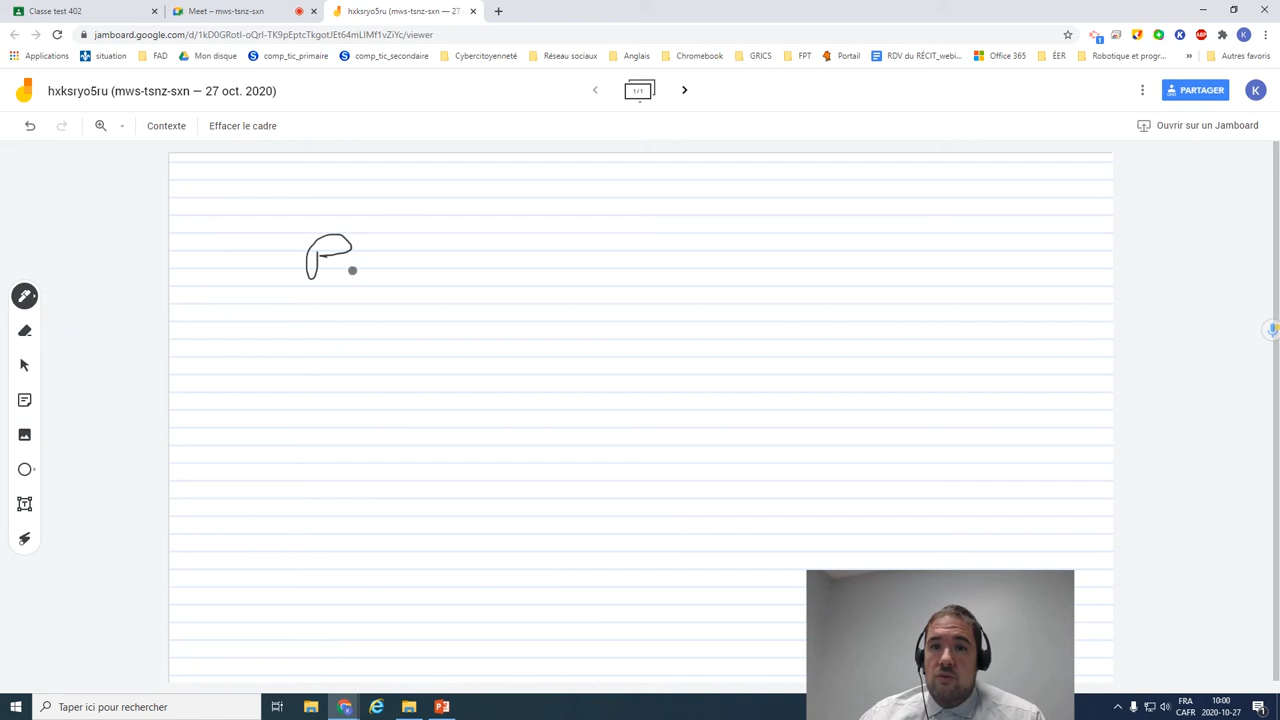 Classe test 402
Meet – mws-tsnz-sxn
hxksryo5ru (mws-tsnz-sxn — 27
jamboard.google.com/d/1kD0GRotI-oQrI-TK9pEptcTkgotJEt64mLIMf1vZiYc/viewer
Applications
situation
FAD
Mon disque
comp_tic_primaire
comp_tic_secondaire
Cybercitoyenneté
Réseau sociaux
Anglais
Chromebook
GRICS
FPT
Portail
RDV du RÉCIT_webi...
Office 365
ÉER
Robotique et progr...
Autres favoris
hxksryo5ru (mws-tsnz-sxn — 27 oct. 2020)
1/1
PARTAGER
K
Contexte
Effacer le cadre
Ouvrir sur un Jamboard
P
Taper ici pour rechercher
FRA
CAFR
10:00
2020-10-27